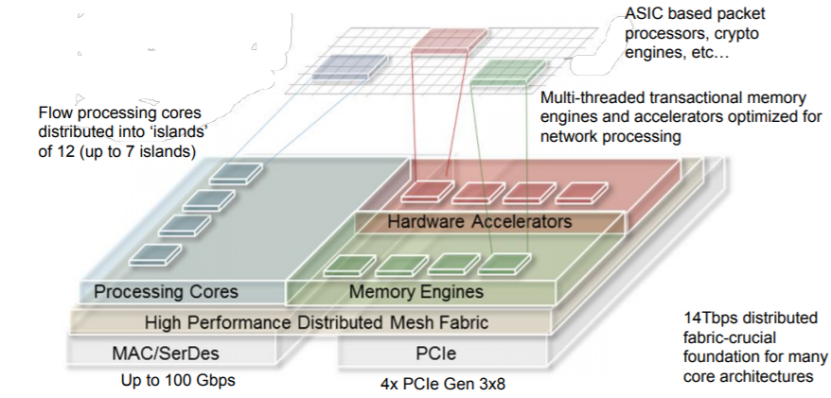 ASIC based packet
processors, crypto
engines, etc…
Multi-threaded transactional memory
engines and accelerators optimized for
network processing
Flow processing cores
distributed into ‘islands’
of 12 (up to 7 islands)
Hardware Accelerators
Processing Cores
Memory Engines
High Performance Distributed Mesh Fabric
MAC/SerDes
PCIe
Up to 100 Gbps
4x PCIe Gen 3x8
14Tbps distributed
fabric-crucial
foundation for many
core architectures